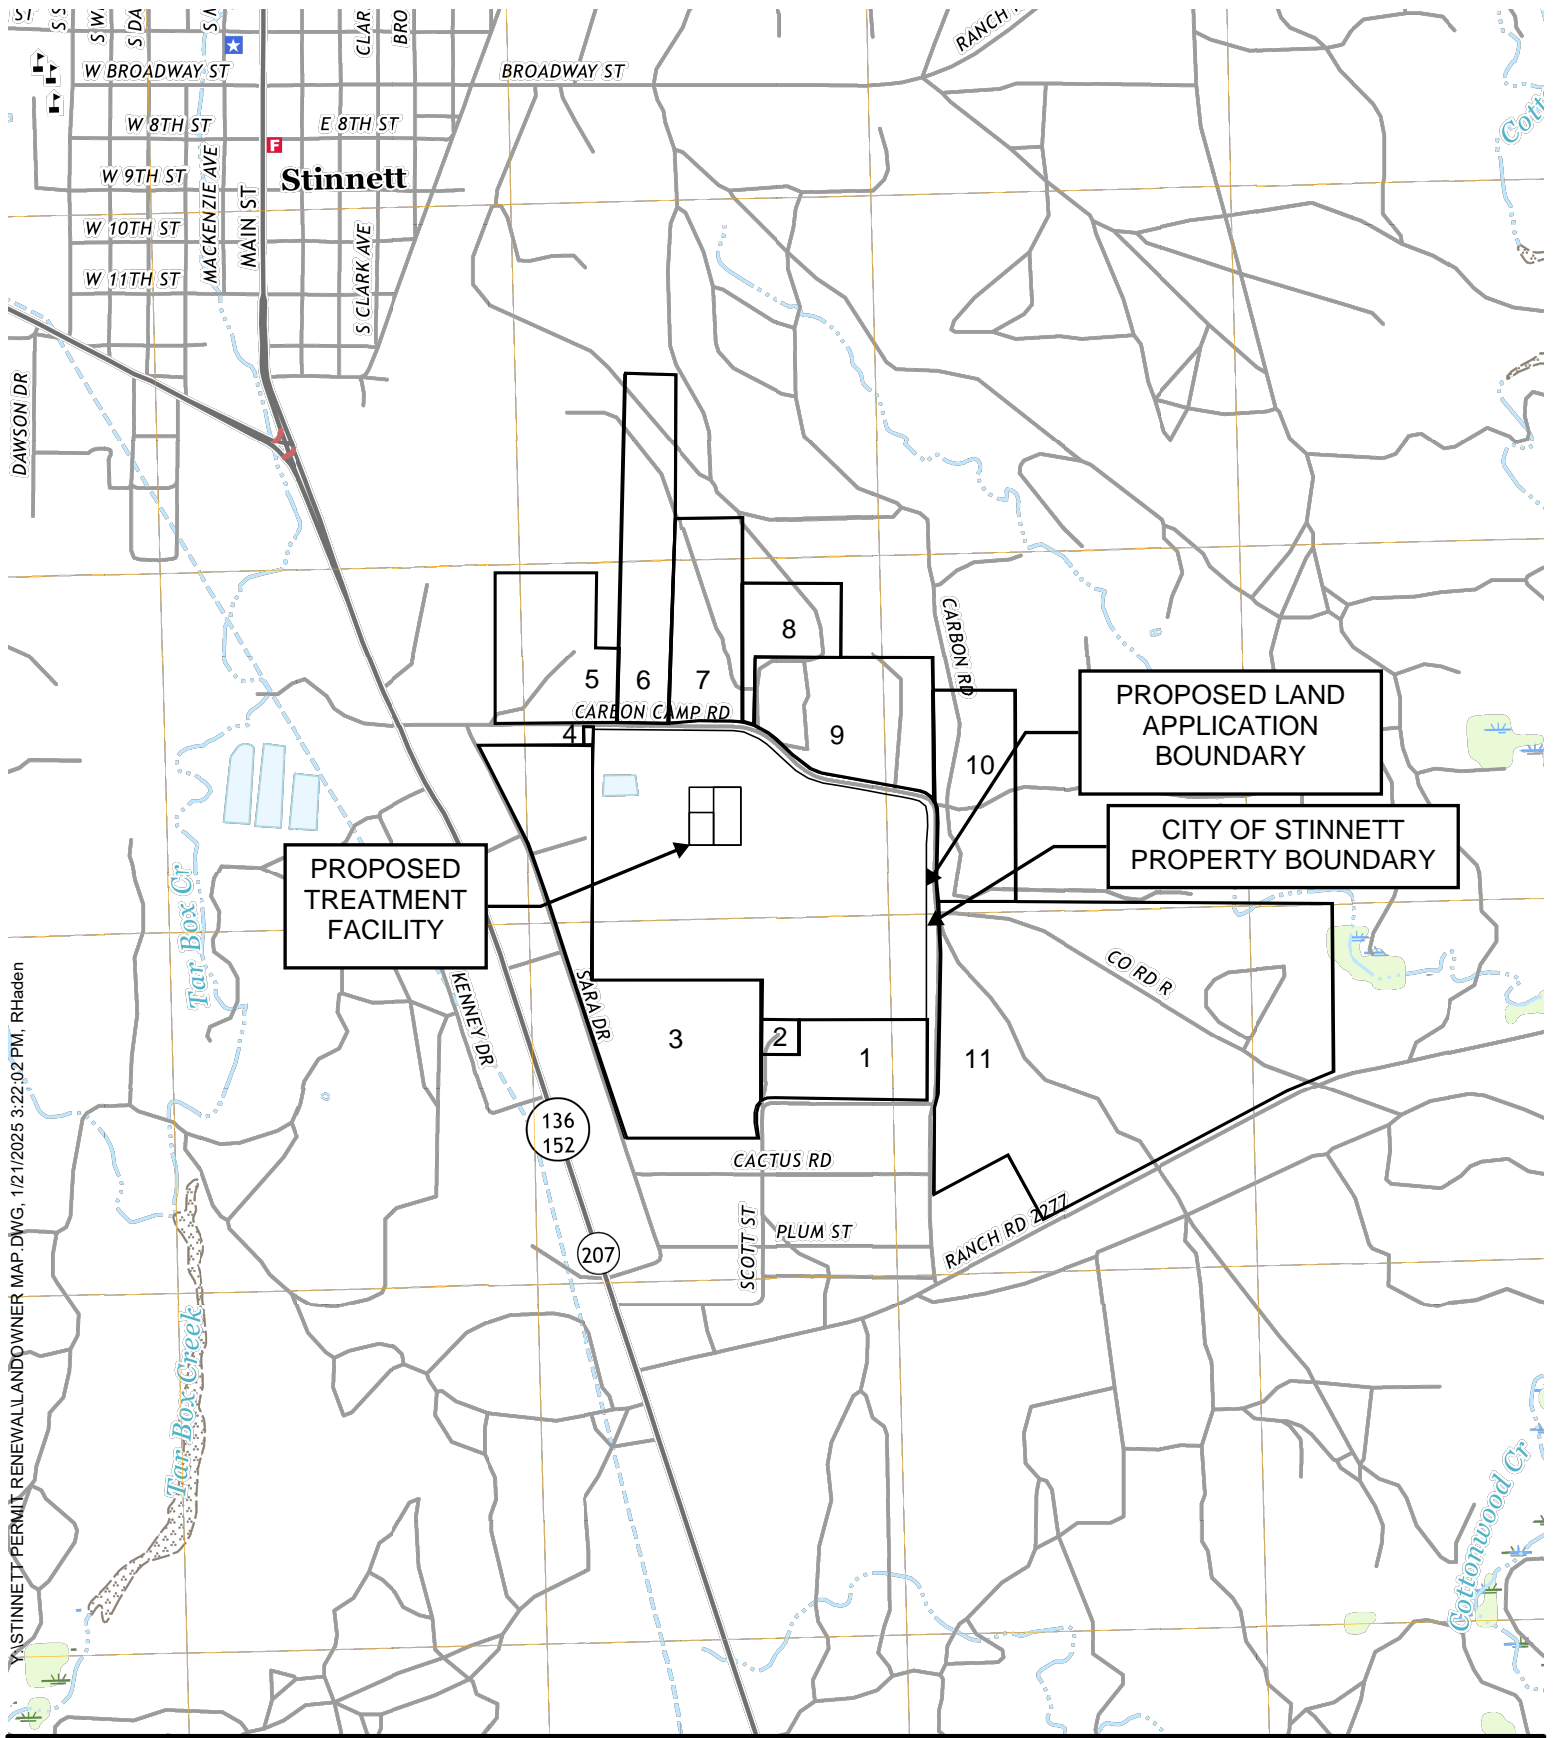 W BROADWAY ST
BROADWAY ST
RANCH
W 8TH ST
E 8TH ST
F
W 9TH ST
Stinnett
W 10TH ST
MACKENZIE AVE
MAIN ST
S CLARK AVE
W 11TH ST
DAWSON DR
CARBON RD
8
5
6
7
CARBON CAMP RD
4
9
10
PROPOSED LAND
APPLICATION
BOUNDARY
CITY OF STINNETT
PROPERTY BOUNDARY
PROPOSED
TREATMENT
FACILITY
Tar Box Cr
KENNEY DR
SARA DR
CO RD R
3
2
1
11
136
152
CACTUS RD
SCOTT ST
PLUM ST
RANCH RD 2277
207
Tar Box Creek
Cottonwood Cr
Y:\STINNETT\PERMIT RENEWAL\LANDOWNER MAP.DWG, 1/21/2025 3:22:02 PM, RHaden